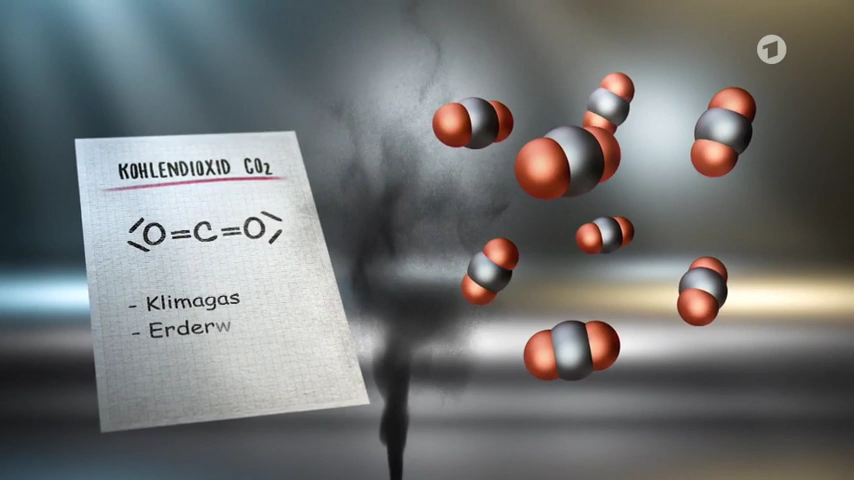 KOHLENDIOXID CO₂
O=C=O
- Klimagas
- Erderw